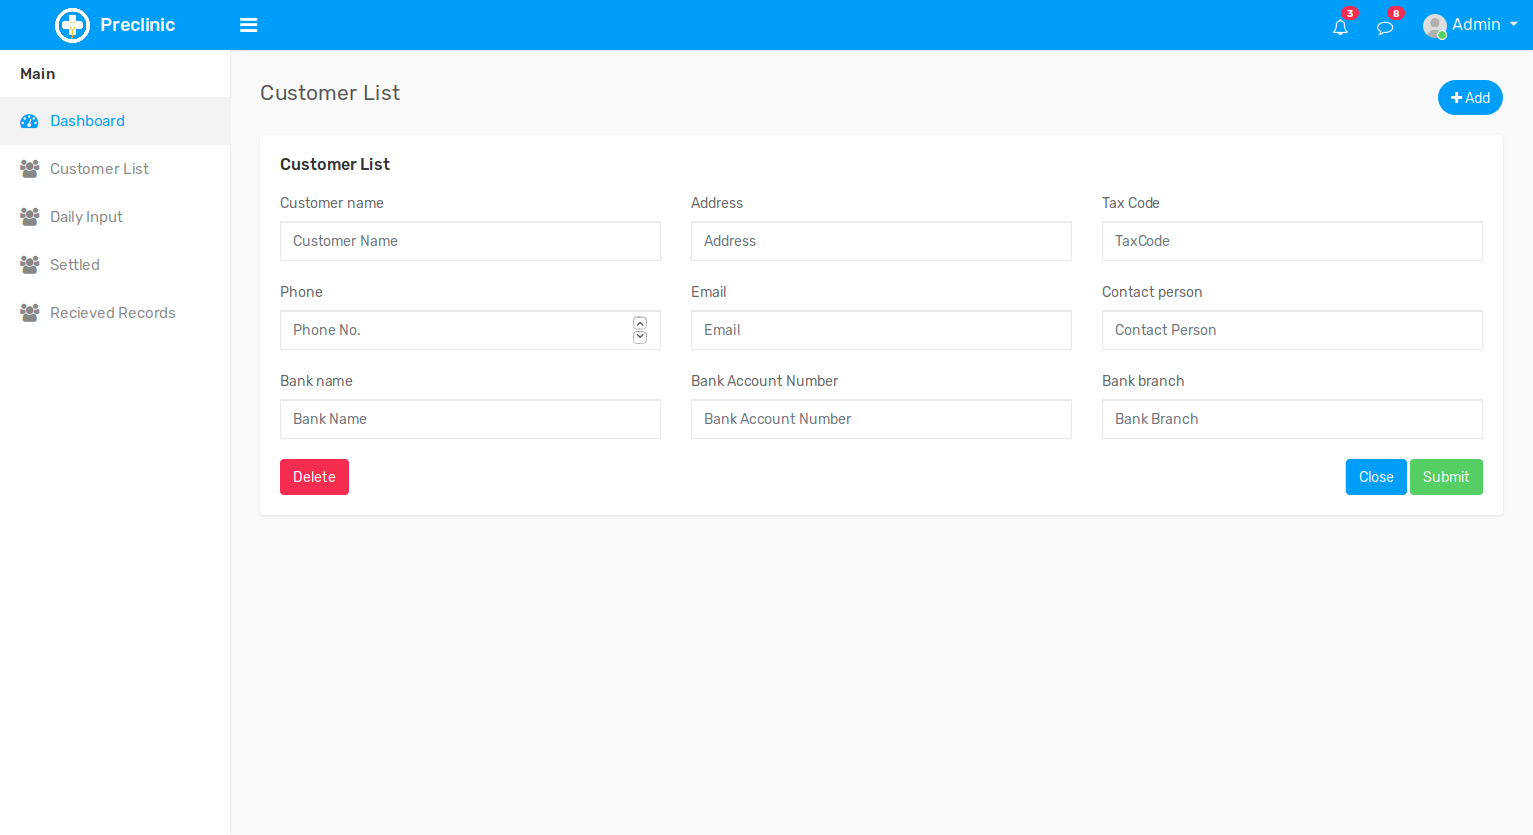 Preclinic
3
8
Admin
Main
Dashboard
Customer List
Daily Input
Settled
Recieved Records
Customer List
Add
Customer List
Customer name
Address
Tax Code
Customer Name
Address
TaxCode
Phone
Email
Contact person
Phone No.
Email
Contact Person
Bank name
Bank Account Number
Bank branch
Bank Name
Bank Account Number
Bank Branch
Delete
Close
Submit